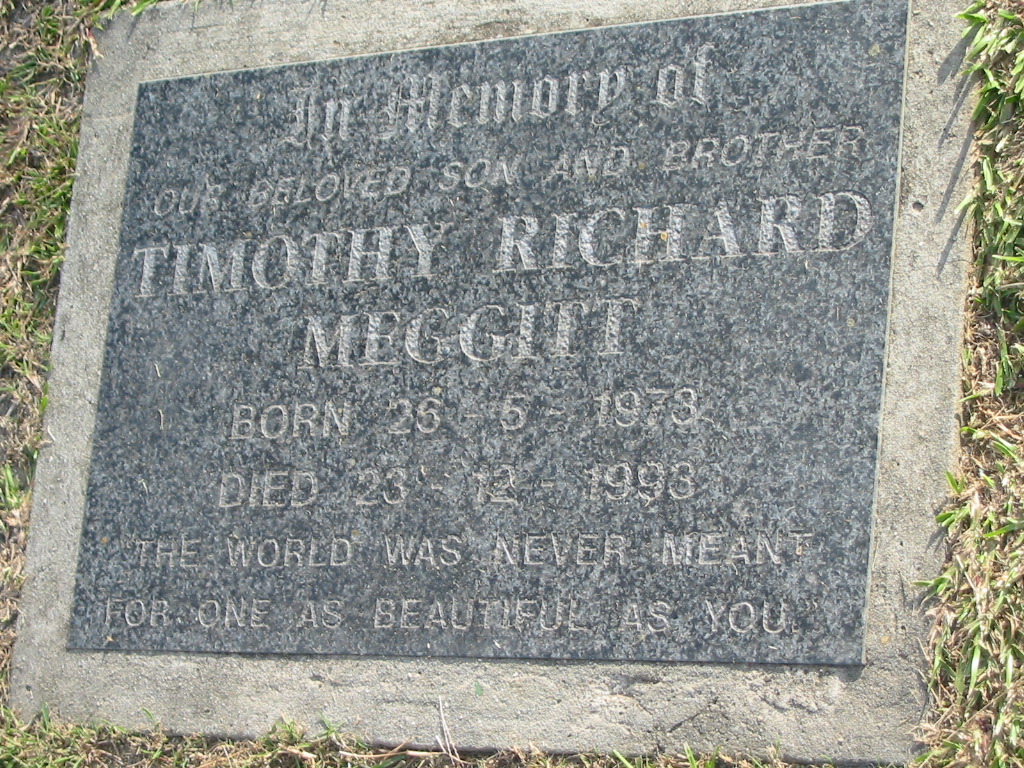 In Memory of
OUR BELOVED SON AND BROTHER
TIMOTHY RICHARD
MEGGITT
BORN 26 - 5 - 1973
DIED 23 - 12 - 1993
"THE WORLD WAS NEVER MEANT
FOR ONE AS BEAUTIFUL AS YOU."